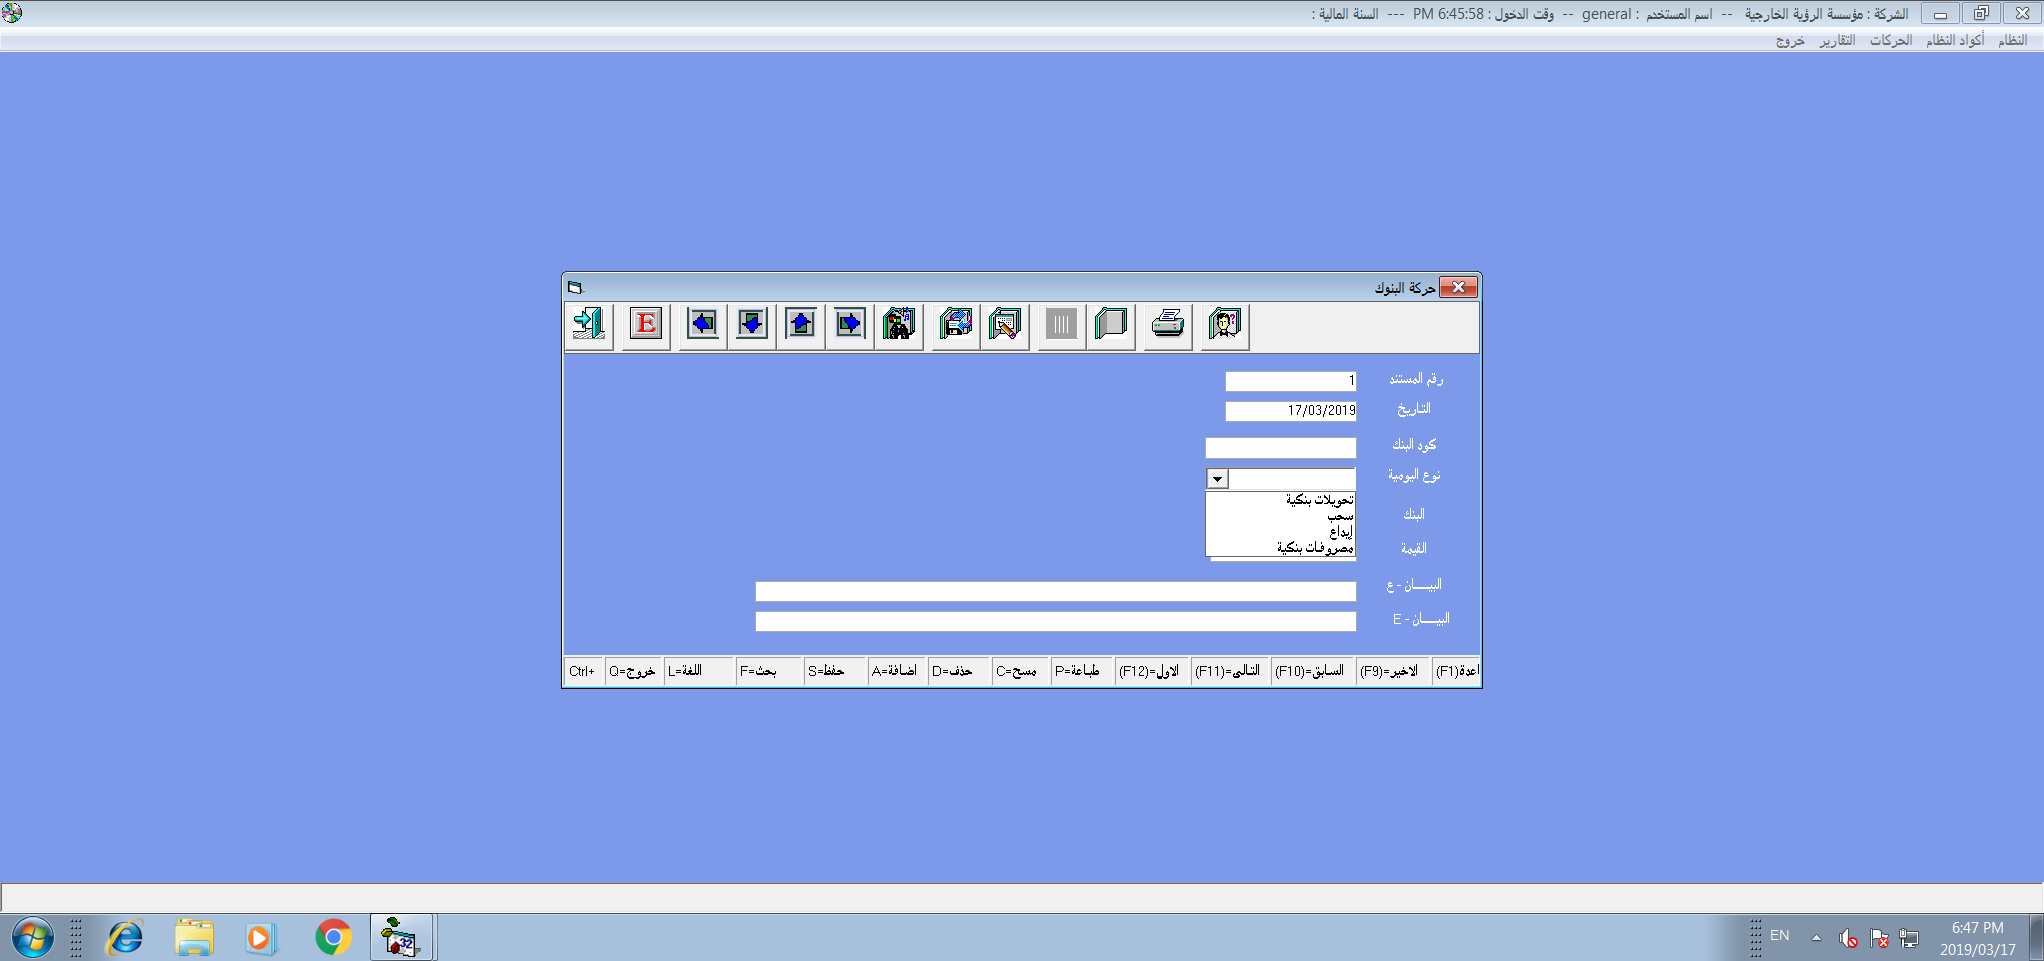 الشركة : مؤسسة الرؤية الخارجية -- اسم المستخدم : general -- وقت الدخول : 6:45:58 PM --- السنة المالية :
النظام أكواد النظام الحركات التقارير خروج
حركة البنوك
E
رقم المستند 1
التاريخ 17/03/2019
كود البنك
نوع اليومية
تحويلات بنكية
سحب
إيداع
مصروفات بنكية
البنك
القيمة
البيـــان - ع
البيـــان - E
Ctrl+ Q=خروج L=اللغة F=بحث S=حفظ A=اضافة D=حذف C=مسح P=طباعة (F12)=الاول (F11)=التالى (F10)=السابق (F9)=الاخير (F1)اعدة
32
EN
6:47 PM
2019/03/17